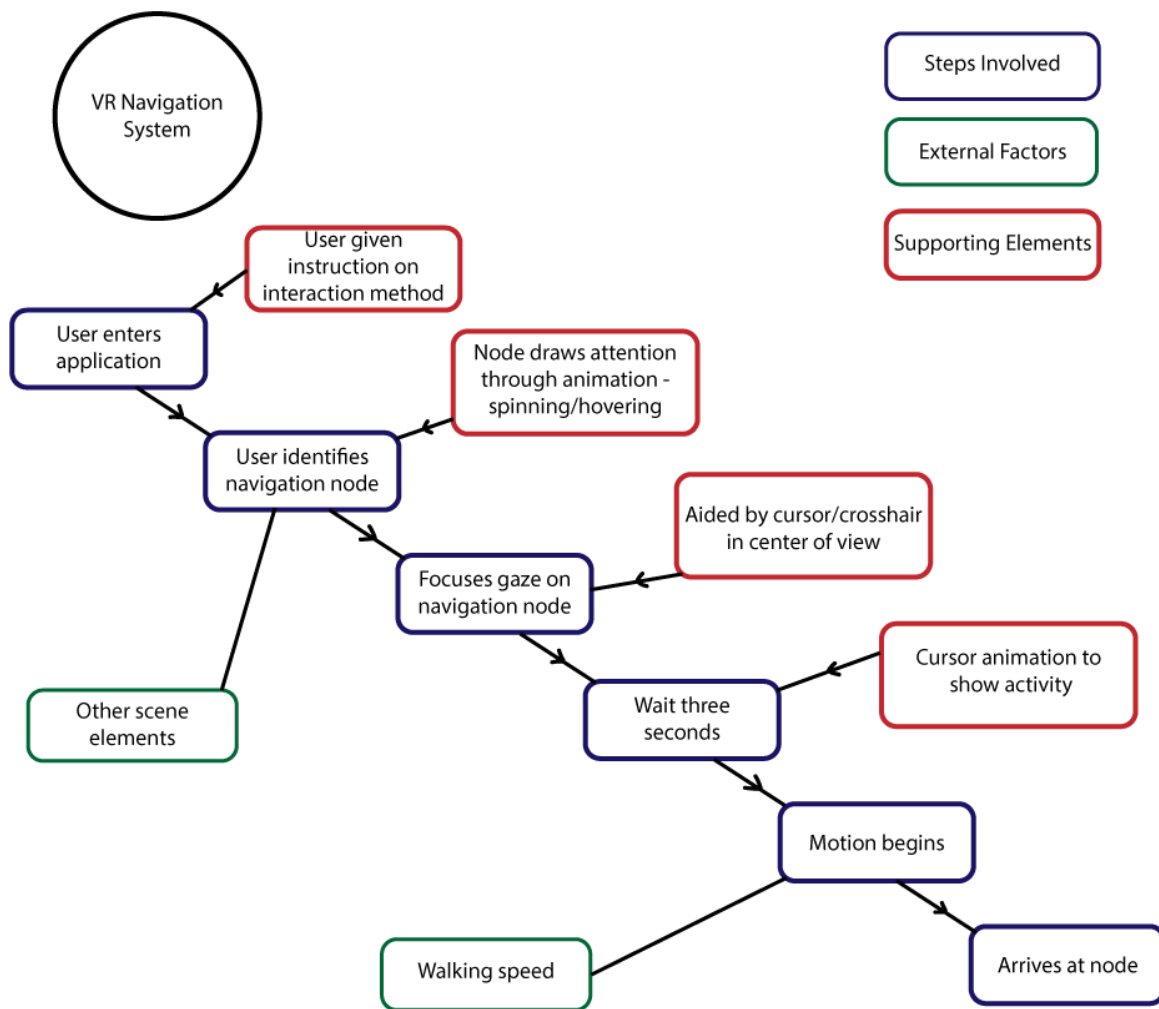 VR Navigation
System
Steps Involved
External Factors
Supporting Elements
User given
instruction on
interaction method
User enters
application
Node draws attention
through animation -
spinning/hovering
User identifies
navigation node
Aided by cursor/crosshair
in center of view
Focuses gaze on
navigation node
Cursor animation to
show activity
Other scene
elements
Wait three
seconds
Motion begins
Walking speed
Arrives at node